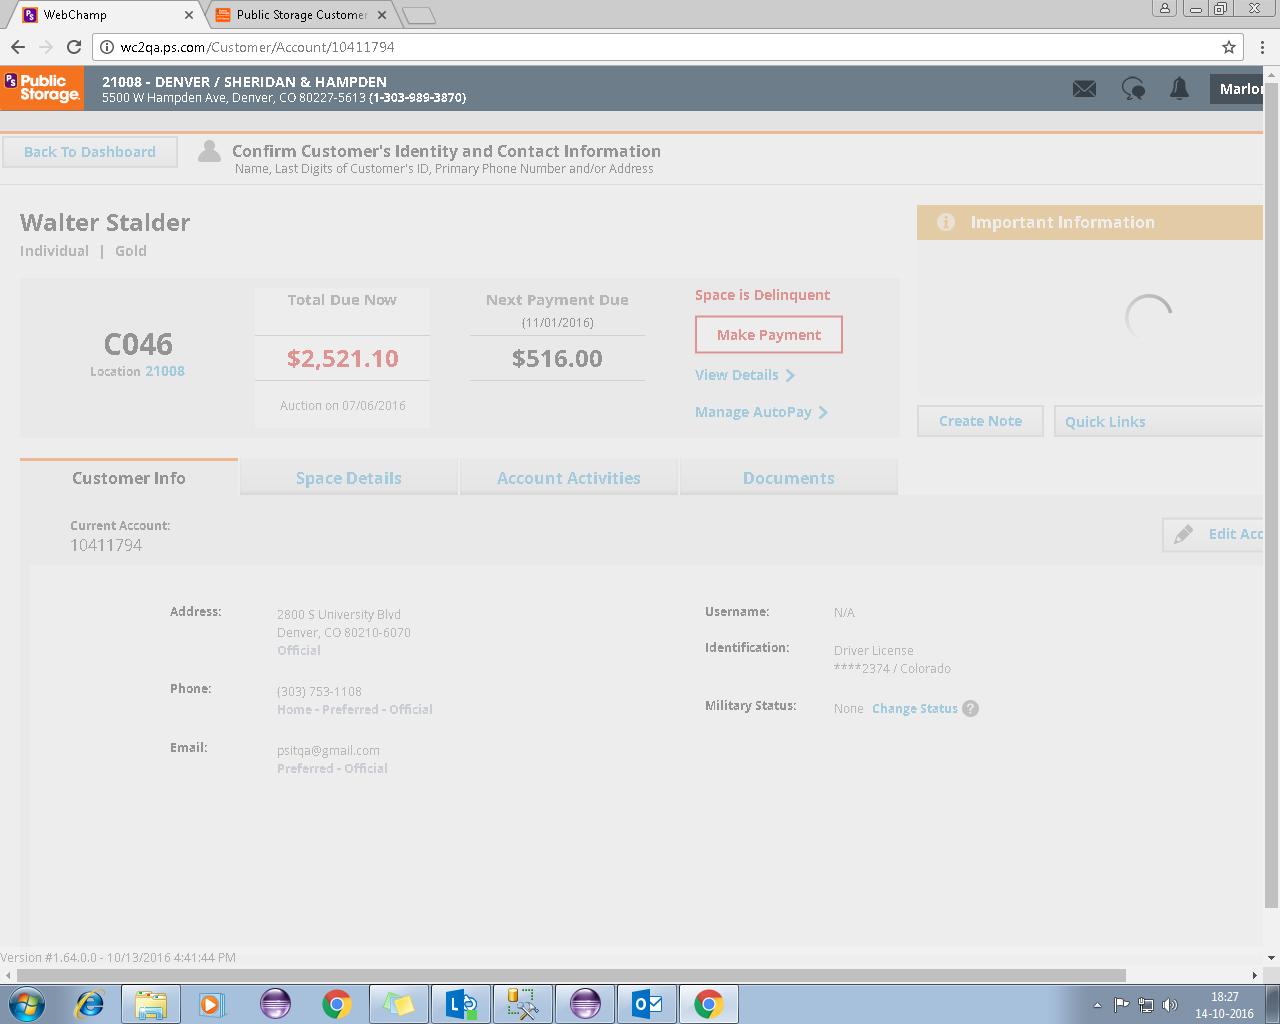 WebChamp
Public Storage Customer
wc2qa.ps.com/Customer/Account/10411794
PS Public Storage.
21008 - DENVER / SHERIDAN & HAMPDEN
5500 W Hampden Ave, Denver, CO 80227-5613 (1-303-989-3870)
Marlo
Back To Dashboard
Confirm Customer's Identity and Contact Information
Name, Last Digits of Customer's ID, Primary Phone Number and/or Address
Walter Stalder
Individual | Gold
Important Information
C046
Location 21008
Total Due Now
$2,521.10
Auction on 07/06/2016
Next Payment Due
(11/01/2016)
$516.00
Space is Delinquent
Make Payment
View Details
Manage AutoPay
Create Note
Quick Links
Customer Info
Space Details
Account Activities
Documents
Current Account:
10411794
Edit Acc
Address:
2800 S University Blvd
Denver, CO 80210-6070
Official
Phone:
(303) 753-1108
Home - Preferred - Official
Email:
psitqa@gmail.com
Preferred - Official
Username:
N/A
Identification:
Driver License
****2374 / Colorado
Military Status:
None Change Status ?
Version #1.64.0.0 - 10/13/2016 4:41:44 PM
18:27
14-10-2016